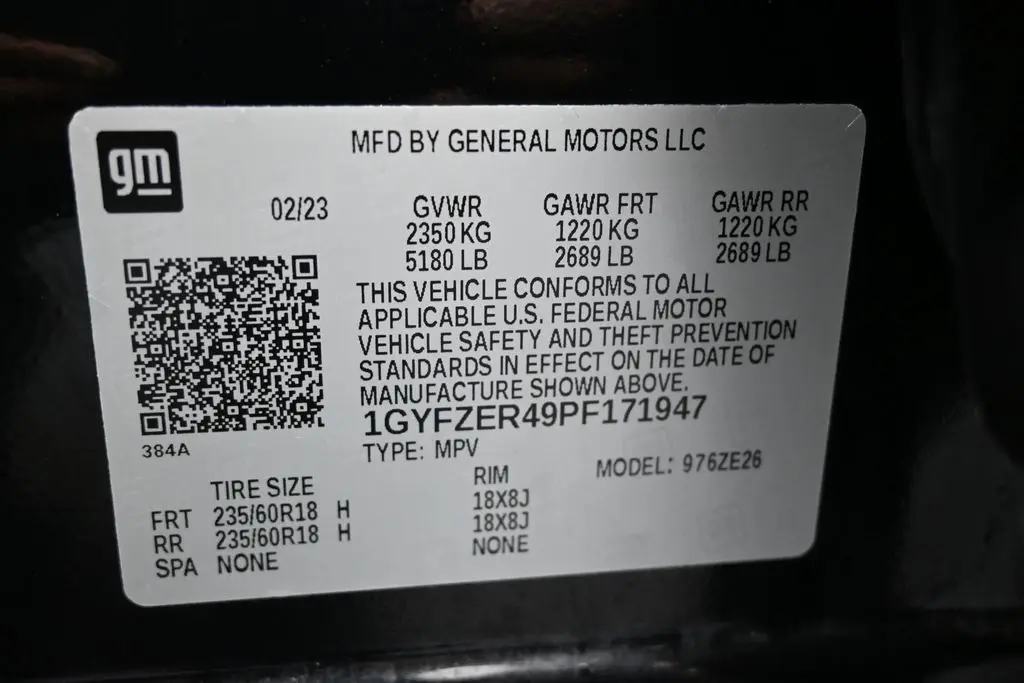 gm
MFD BY GENERAL MOTORS LLC
02/23
GVWR GAWR FRT GAWR RR
2350 KG 1220 KG 1220 KG
5180 LB 2689 LB 2689 LB
THIS VEHICLE CONFORMS TO ALL
APPLICABLE U.S. FEDERAL MOTOR
VEHICLE SAFETY AND THEFT PREVENTION
STANDARDS IN EFFECT ON THE DATE OF
MANUFACTURE SHOWN ABOVE.
1GYFZER49PF171947
384A
TYPE: MPV MODEL: 976ZE26
TIRE SIZE RIM
FRT 235/60R18 H 18X8J
RR 235/60R18 H 18X8J
SPA NONE NONE